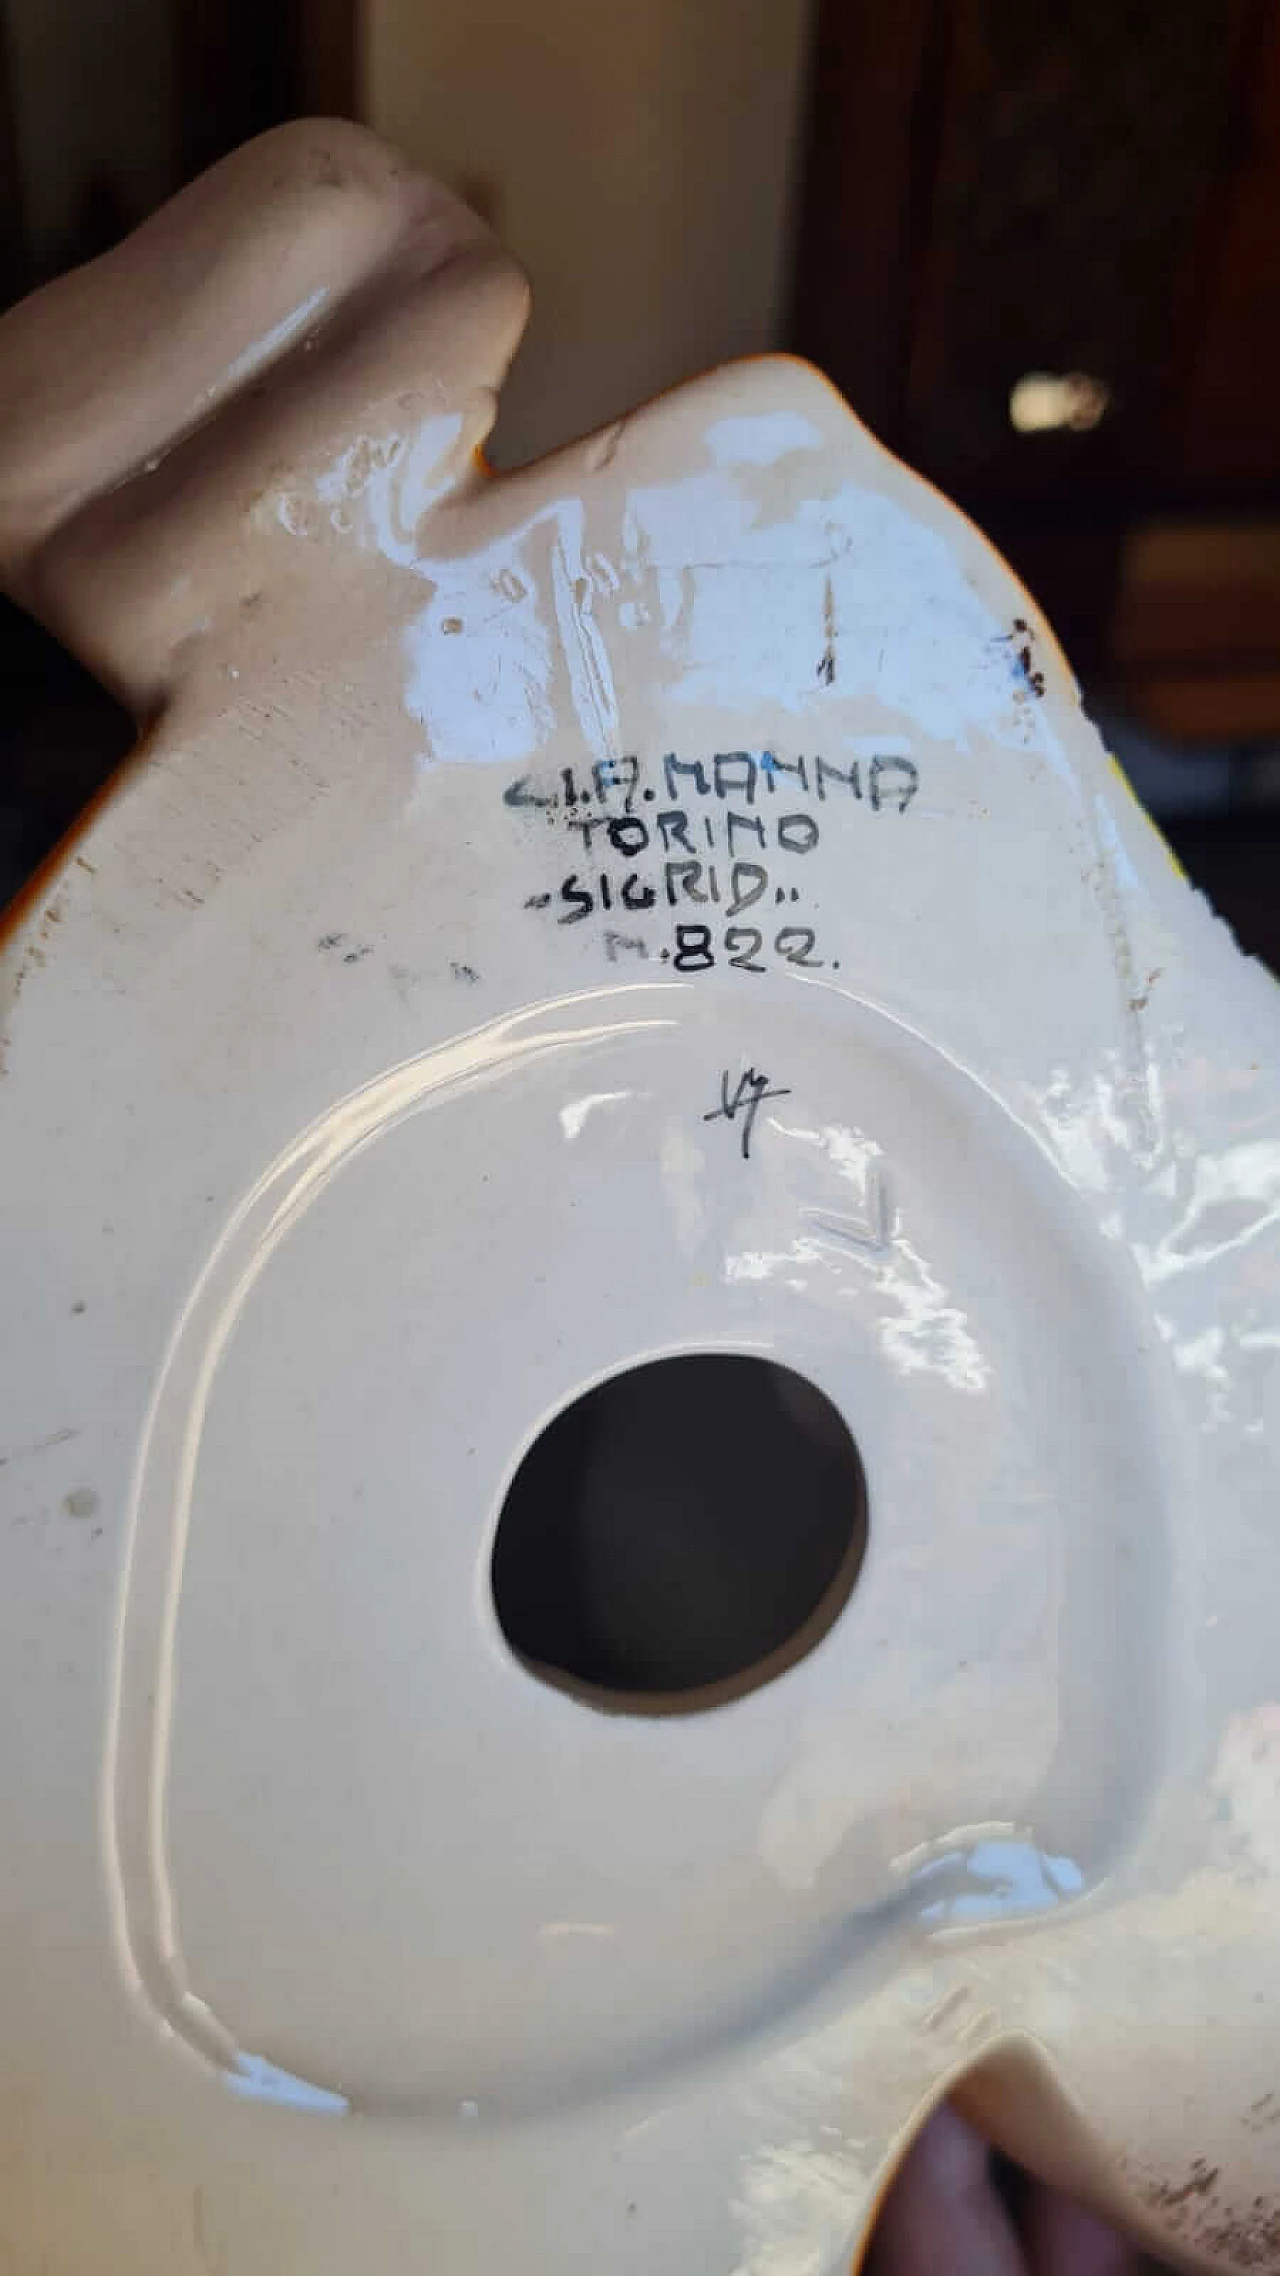 C.I.A. MANNA
TORINO
"SIGRID"
M. 822.